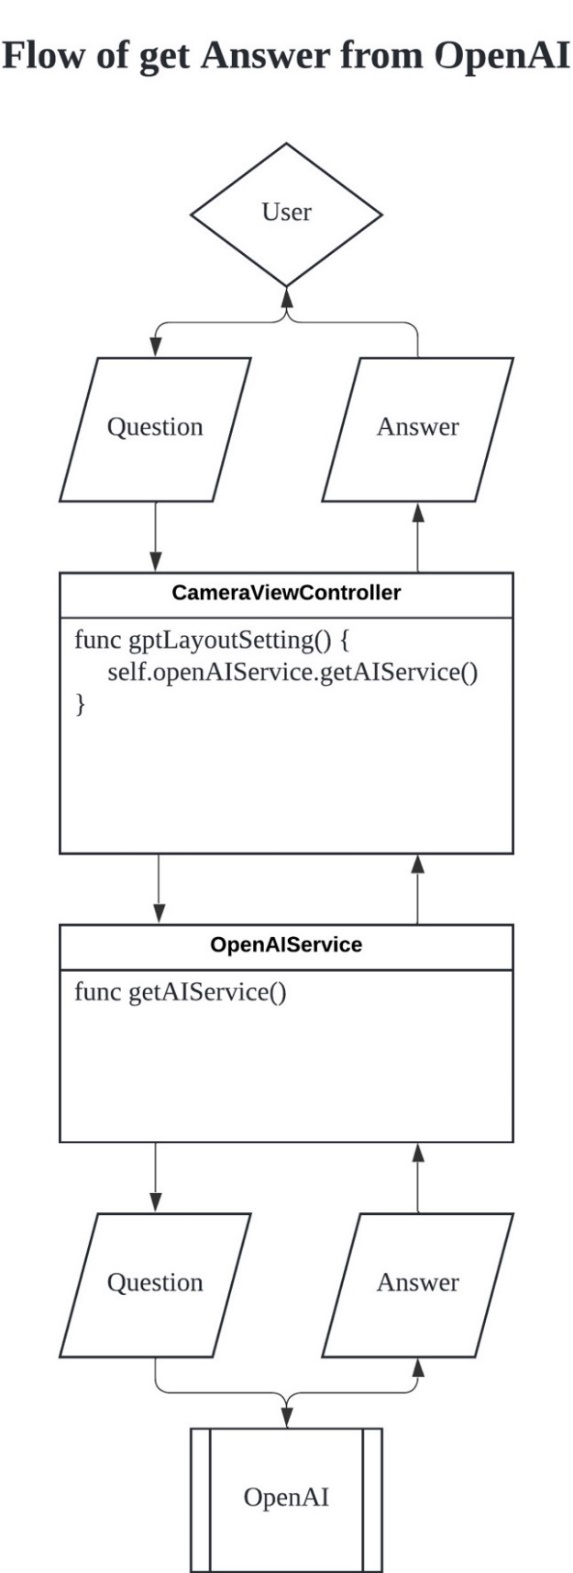 Flow of get Answer from OpenAI
User
Question
Answer
CameraViewController
func gptLayoutSetting() {
self.openAIService.getAIService()
}
OpenAIService
func getAIService()
Question
Answer
OpenAI